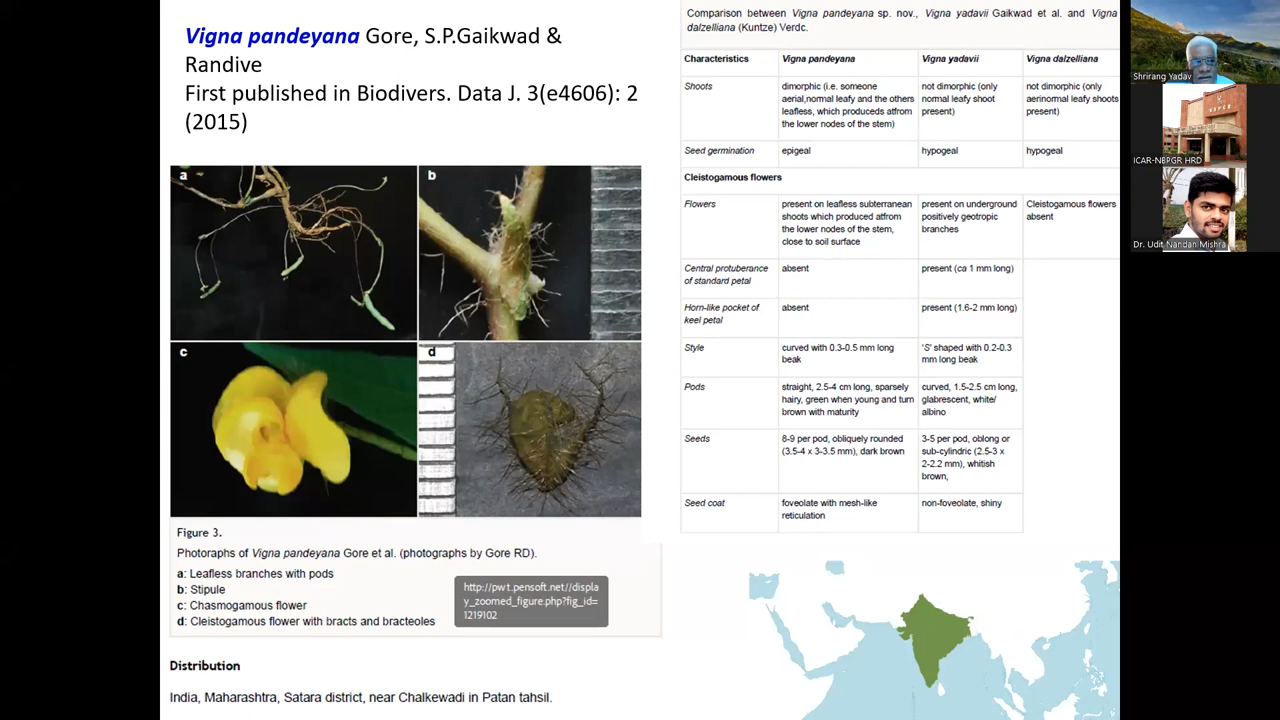 Vigna pandeyana Gore, S.P.Gaikwad &
Randive
First published in Biodivers. Data J. 3(e4606): 2
(2015)
a
b
c
d
Figure 3.
Photoraphs of Vigna pandeyana Gore et al. (photographs by Gore RD).
a: Leafless branches with pods
b: Stipule
c: Chasmogamous flower
d: Cleistogamous flower with bracts and bracteoles
http://pwt.pensoft.net//displa
y_zoomed_figure.php?fig_id=
1219102
Distribution
India, Maharashtra, Satara district, near Chalkewadi in Patan tahsil.
Comparison between Vigna pandeyana sp. nov., Vigna yadavii Gaikwad et al. and Vigna
dalzelliana (Kuntze) Verdc.
Characteristics Vigna pandeyana Vigna yadavii Vigna dalzelliana
Shoots dimorphic (i.e. someone not dimorphic (only not dimorphic (only
aerial,normal leafy and the others normal leafy shoot aerinormal leafy shoots
leafless, which produceds atfrom present) present)
the lower nodes of the stem)
Seed germination epigeal hypogeal hypogeal
Cleistogamous flowers
Flowers present on leafless subterranean present on underground Cleistogamous flowers
shoots which produced atfrom positively geotropic absent
the lower nodes of the stem, branches
close to soil surface
Central protuberance absent present (ca 1 mm long)
of standard petal
Horn-like pocket of absent present (1.6-2 mm long)
keel petal
Style curved with 0.3-0.5 mm long 'S' shaped with 0.2-0.3
beak mm long beak
Pods straight, 2.5-4 cm long, sparsely curved, 1.5-2.5 cm long,
hairy, green when young and turn glabrescent, white/
brown with maturity albino
Seeds 8-9 per pod, obliquely rounded 3-5 per pod, oblong or
(3.5-4 x 3-3.5 mm), dark brown sub-cylindric (2.5-3 x
2-2.2 mm), whitish
brown,
Seed coat foveolate with mesh-like non-foveolate, shiny
reticulation
Shrirang Yadav
ICAR-NBPGR HRD
Dr. Udit Nandan Mishra